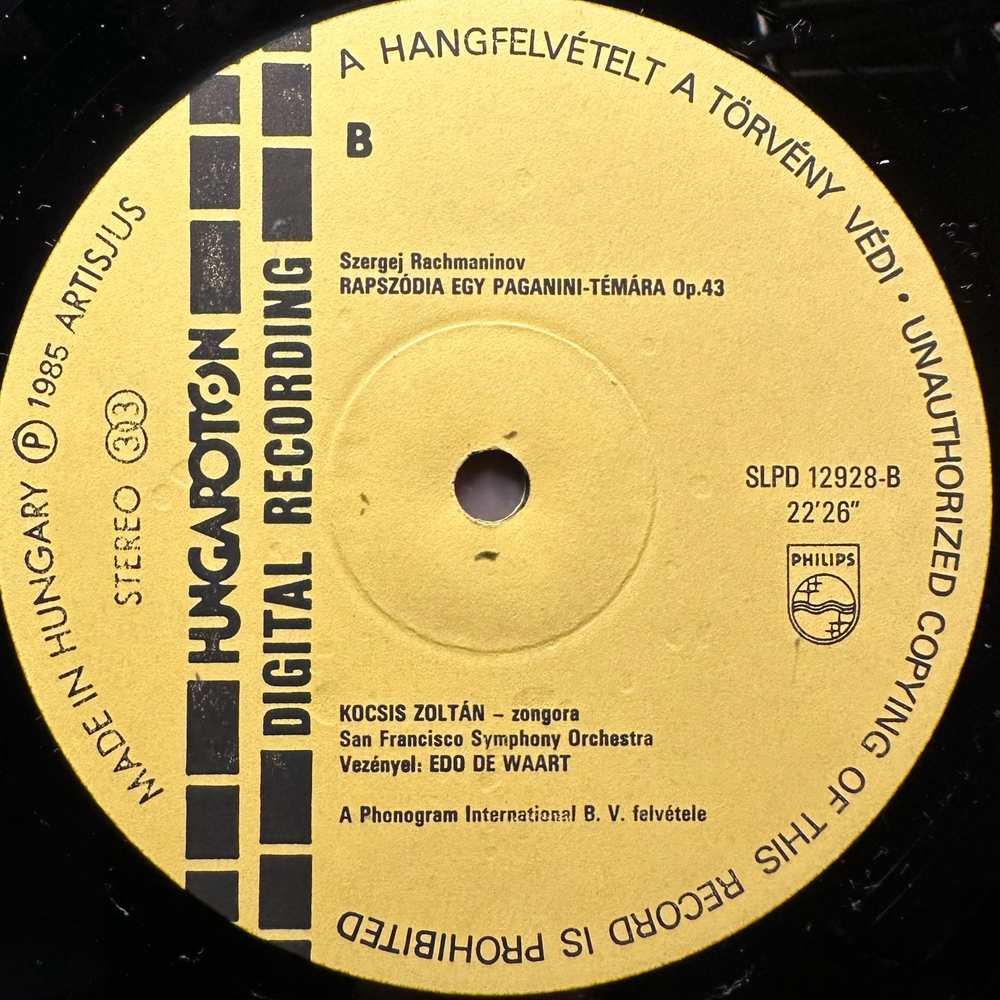 A HANGFELVÉTELT A TÖRVÉNY VÉDI • UNAUTHORIZED COPYING OF THIS RECORD IS PROHIBITED
B
Szergej Rachmaninov
RAPSZÓDIA EGY PAGANINI-TÉMÁRA Op.43
MADE IN HUNGARY Ⓟ 1985 ARTISJUS
STEREO 303
HUNGAROTON
DIGITAL RECORDING
SLPD 12928-B
22'26"
PHILIPS
KOCSIS ZOLTÁN – zongora
San Francisco Symphony Orchestra
Vezényel: EDO DE WAART
A Phonogram International B. V. felvétele